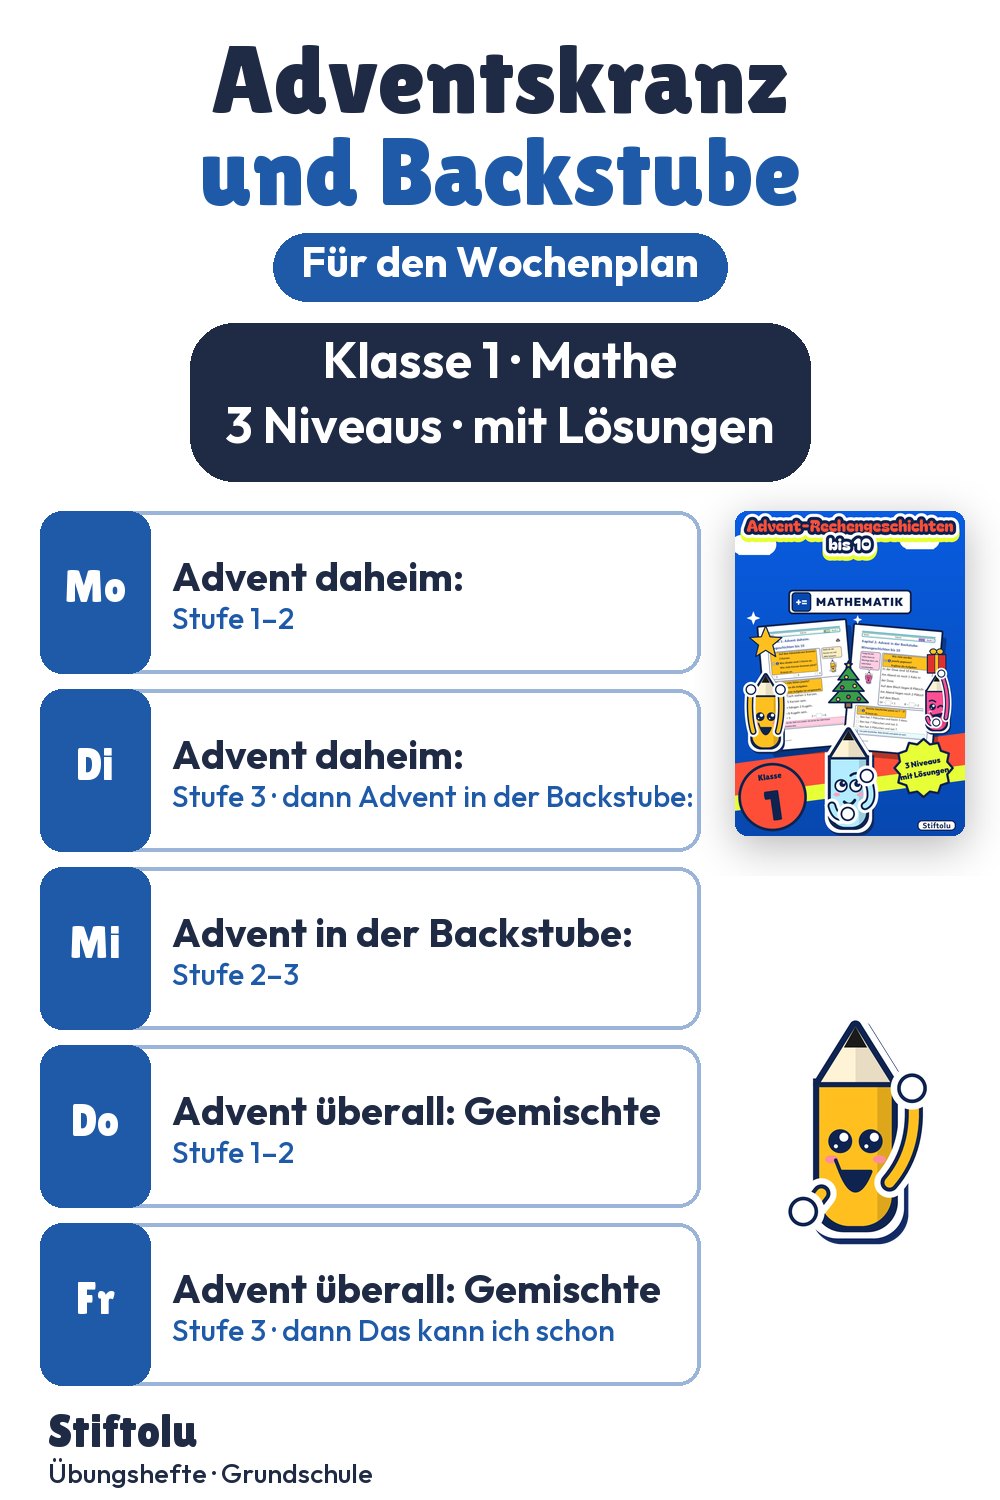 Adventskranz
und Backstube
Für den Wochenplan
Klasse 1 · Mathe
3 Niveaus · mit Lösungen
Mo
Advent daheim:
Stufe 1–2
Di
Advent daheim:
Stufe 3 · dann Advent in der Backstube:
Mi
Advent in der Backstube:
Stufe 2–3
Do
Advent überall: Gemischte
Stufe 1–2
Fr
Advent überall: Gemischte
Stufe 3 · dann Das kann ich schon
Advent-Rechengeschichten
bis 10
MATHEMATIK
Klasse
1
3 Niveaus
mit Lösungen
Stiftolu
Stiftolu
Übungshefte · Grundschule